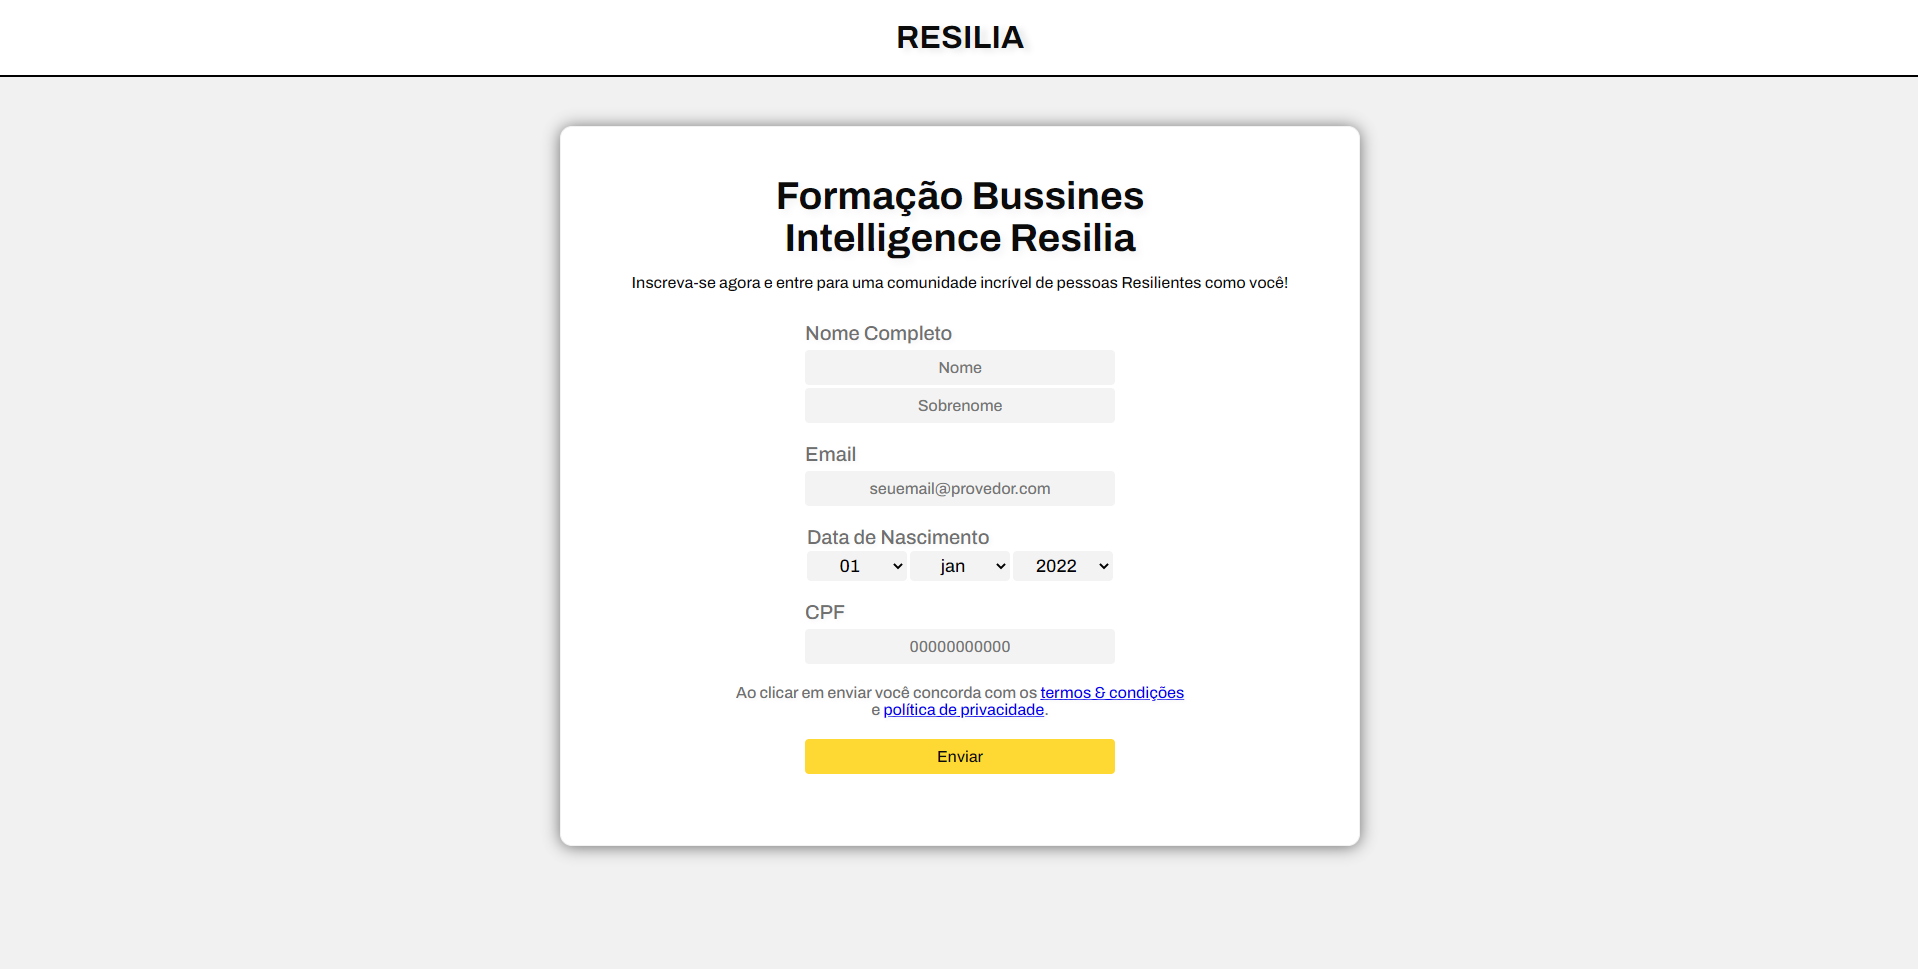 RESILIA
Formação Bussines
Intelligence Resilia
Inscreva-se agora e entre para uma comunidade incrível de pessoas Resilientes como você!
Nome Completo
Nome
Sobrenome
Email
seuemail@provedor.com
Data de Nascimento
01 jan 2022
CPF
00000000000
Ao clicar em enviar você concorda com os termos & condições
e política de privacidade.
Enviar